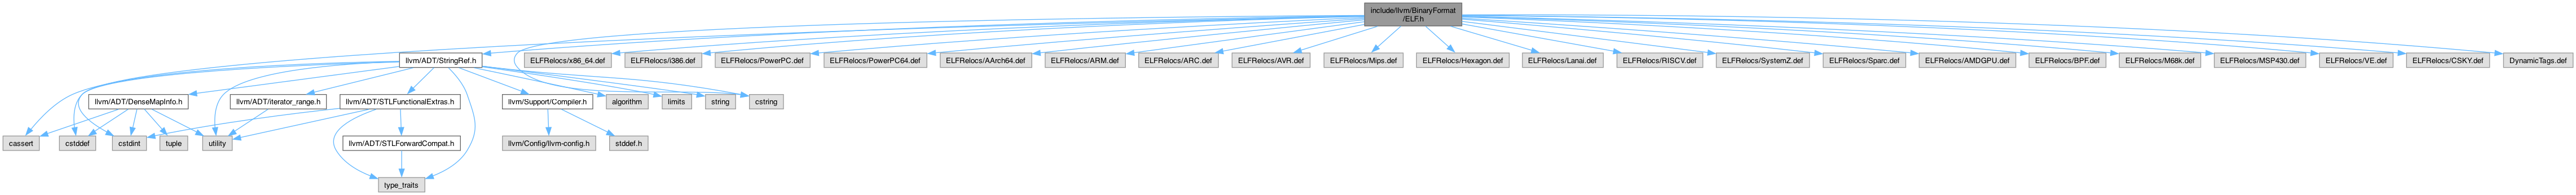 include/llvm/BinaryFormat
/ELF.h
llvm/ADT/StringRef.h
ELFRelocs/x86_64.def
ELFRelocs/i386.def
ELFRelocs/PowerPC.def
ELFRelocs/PowerPC64.def
ELFRelocs/AArch64.def
ELFRelocs/ARM.def
ELFRelocs/ARC.def
ELFRelocs/AVR.def
ELFRelocs/Mips.def
ELFRelocs/Hexagon.def
ELFRelocs/Lanai.def
ELFRelocs/RISCV.def
ELFRelocs/SystemZ.def
ELFRelocs/Sparc.def
ELFRelocs/AMDGPU.def
ELFRelocs/BPF.def
ELFRelocs/M68k.def
ELFRelocs/MSP430.def
ELFRelocs/VE.def
ELFRelocs/CSKY.def
DynamicTags.def
llvm/ADT/DenseMapInfo.h
llvm/ADT/iterator_range.h
llvm/ADT/STLFunctionalExtras.h
llvm/Support/Compiler.h
algorithm
limits
string
cstring
cassert
cstddef
cstdint
tuple
utility
llvm/ADT/STLForwardCompat.h
llvm/Config/llvm-config.h
stddef.h
type_traits